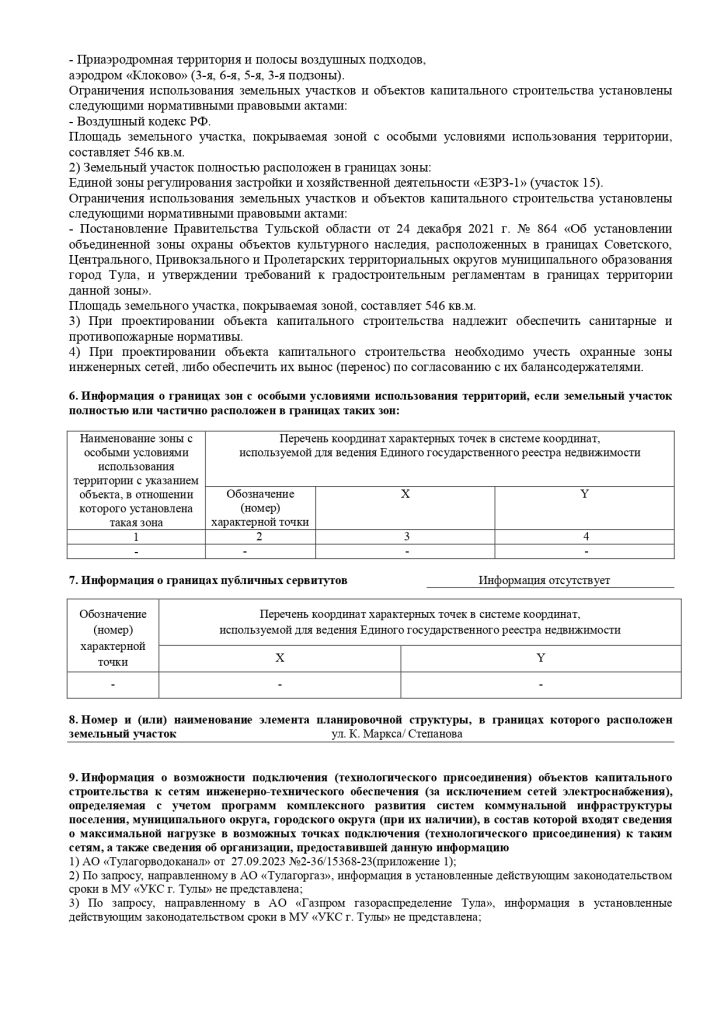 - Приаэродромная территория и полосы воздушных подходов,
аэродром «Клоково» (3-я, 6-я, 5-я, 3-я подзоны).
Ограничения использования земельных участков и объектов капитального строительства установлены
следующими нормативными правовыми актами:
- Воздушный кодекс РФ.
Площадь земельного участка, покрываемая зоной с особыми условиями использования территории,
составляет 546 кв.м.
2) Земельный участок полностью расположен в границах зоны:
Единой зоны регулирования застройки и хозяйственной деятельности «ЕЗРЗ-1» (участок 15).
Ограничения использования земельных участков и объектов капитального строительства установлены
следующими нормативными правовыми актами:
- Постановление Правительства Тульской области от 24 декабря 2021 г. № 864 «Об установлении
объединенной зоны охраны объектов культурного наследия, расположенных в границах Советского,
Центрального, Привокзального и Пролетарских территориальных округов муниципального образования
город Тула, и утверждении требований к градостроительным регламентам в границах территории
данной зоны».
Площадь земельного участка, покрываемая зоной, составляет 546 кв.м.
3) При проектировании объекта капитального строительства надлежит обеспечить санитарные и
противопожарные нормативы.
4) При проектировании объекта капитального строительства необходимо учесть охранные зоны
инженерных сетей, либо обеспечить их вынос (перенос) по согласованию с их балансодержателями.
6. Информация о границах зон с особыми условиями использования территорий, если земельный участок
полностью или частично расположен в границах таких зон:
Наименование зоны с
особыми условиями
использования
территории с указанием
объекта, в отношении
которого установлена
такая зона
Перечень координат характерных точек в системе координат,
используемой для ведения Единого государственного реестра недвижимости
Обозначение
(номер)
характерной точки
X
Y
1
2
3
4
-
-
-
-
7. Информация о границах публичных сервитутов Информация отсутствует
Обозначение
(номер)
характерной
точки
Перечень координат характерных точек в системе координат,
используемой для ведения Единого государственного реестра недвижимости
X
Y
-
-
-
8. Номер и (или) наименование элемента планировочной структуры, в границах которого расположен
земельный участок ул. К. Маркса/ Степанова
9. Информация о возможности подключения (технологического присоединения) объектов капитального
строительства к сетям инженерно-технического обеспечения (за исключением сетей электроснабжения),
определяемая с учетом программ комплексного развития систем коммунальной инфраструктуры
поселения, муниципального округа, городского округа (при их наличии), в состав которой входят сведения
о максимальной нагрузке в возможных точках подключения (технологического присоединения) к таким
сетям, а также сведения об организации, предоставившей данную информацию
1) АО «Тулагорводоканал» от 27.09.2023 №2-36/15368-23(приложение 1);
2) По запросу, направленному в АО «Тулагоргаз», информация в установленные действующим законодательством
сроки в МУ «УКС г. Тулы» не представлена;
3) По запросу, направленному в АО «Газпром газораспределение Тула», информация в установленные
действующим законодательством сроки в МУ «УКС г. Тулы» не представлена;